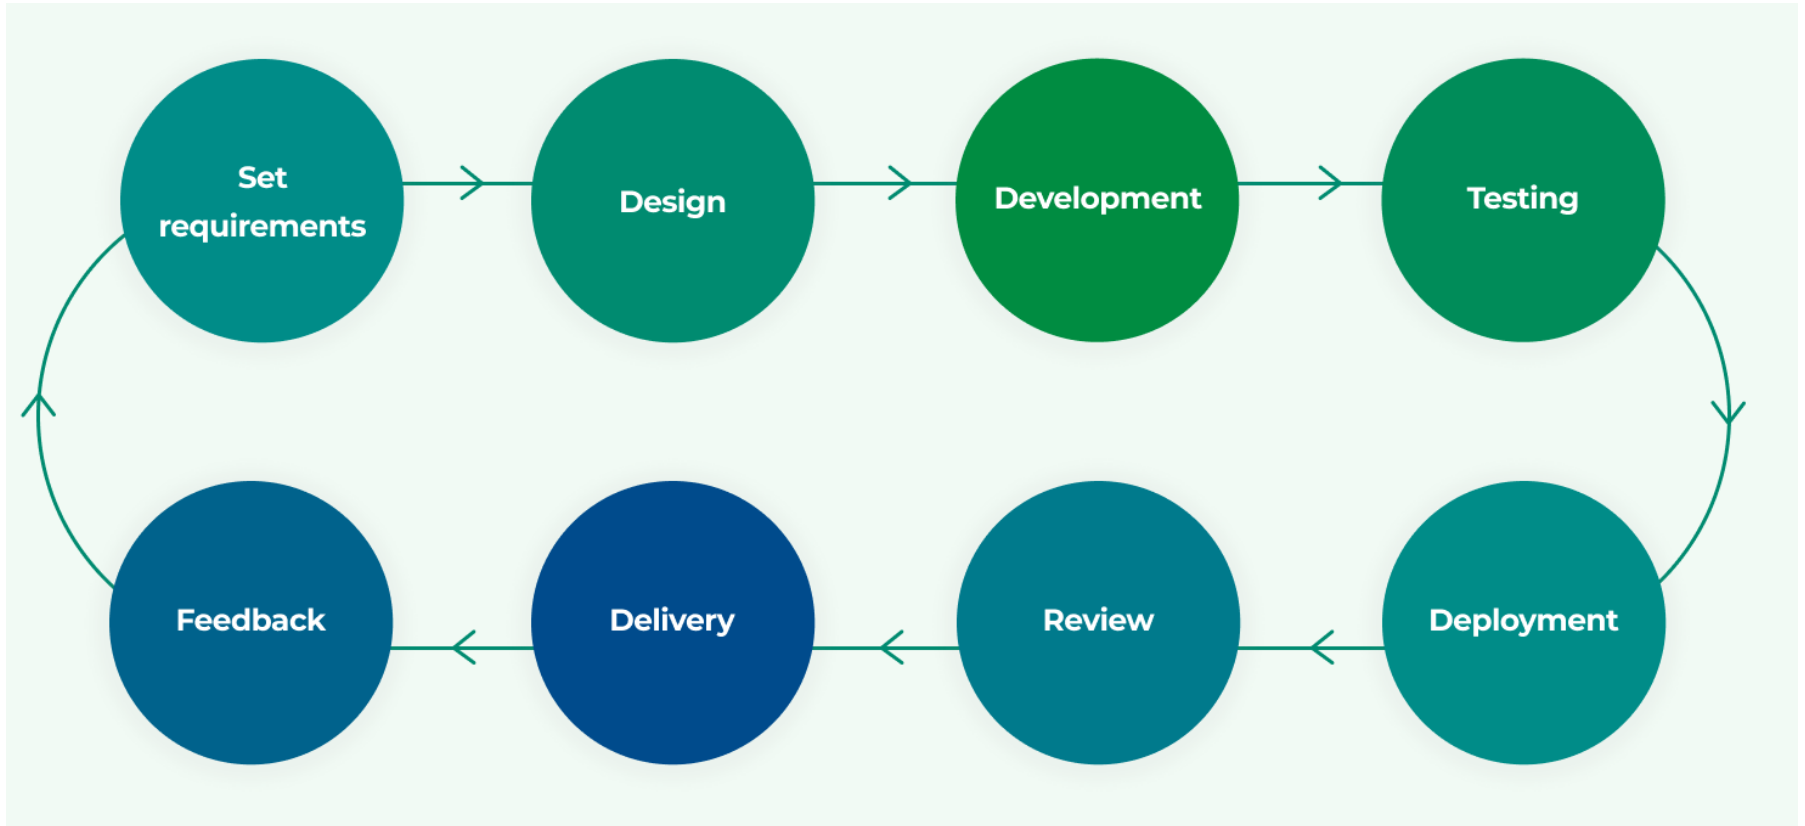 Set
requirements
Design
Development
Testing
Feedback
Delivery
Review
Deployment